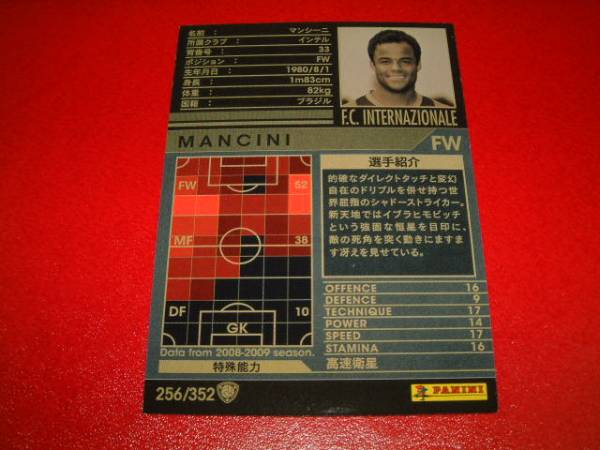 名前 : マンシーニ
所属クラブ : インテル
背番号 : 33
ポジション : FW
生年月日 : 1980/8/1
身長 : 1m83cm
体重 : 82kg
国籍 : ブラジル
F.C. INTERNAZIONALE
MANCINI FW
FW 52
MF 38
DF 10
GK
Data from 2008-2009 season.
選手紹介
的確なダイレクトタッチと変幻
自在のドリブルを併せ持つ世
界屈指のシャドーストライカー。
新天地ではイブラヒモビッチ
という強固な恒星を目印に、
敵の死角を突く動きにますま
す冴えを見せている。
OFFENCE 16
DEFENCE 9
TECHNIQUE 17
POWER 14
SPEED 17
STAMINA 16
特殊能力 高速衛星
256/352
PANINI